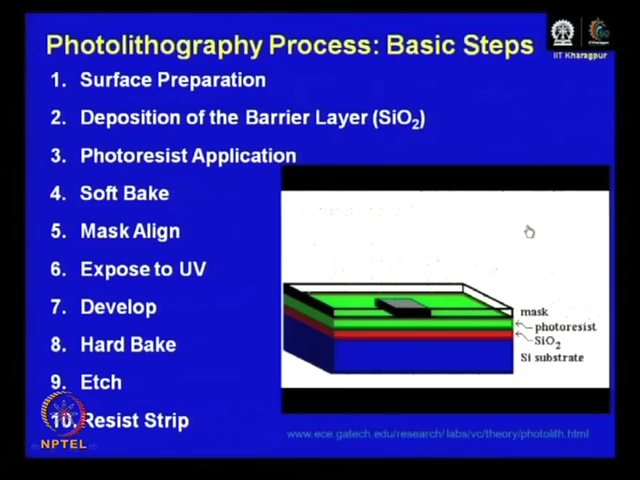 Photolithography Process: Basic Steps
IIT Kharagpur
1. Surface Preparation
2. Deposition of the Barrier Layer (SiO₂)
3. Photoresist Application
4. Soft Bake
5. Mask Align
6. Expose to UV
7. Develop
8. Hard Bake
9. Etch
10. Resist Strip
mask
photoresist
SiO₂
Si substrate
NPTEL
www.ece.gatech.edu/research/ labs/vc/theory/photolith.html